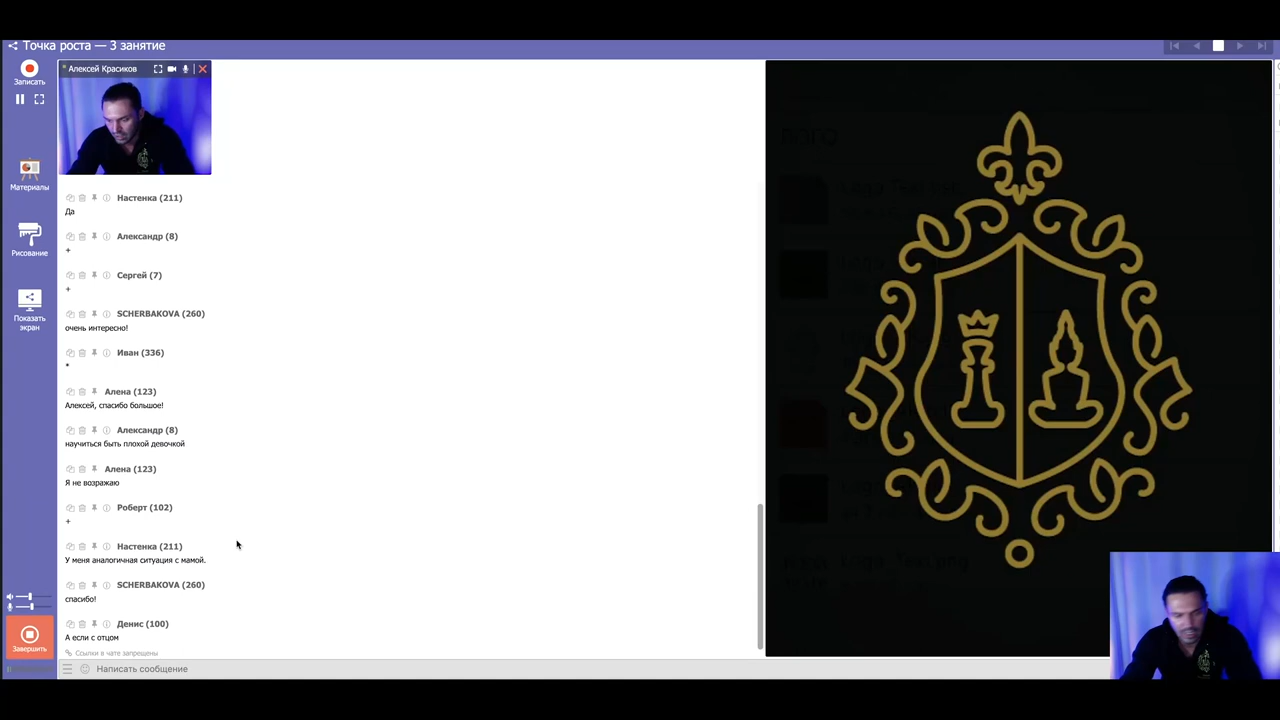 Точка роста — 3 занятие
Записать
Материалы
Рисование
Показать
экран
Завершить
* Алексей Красиков
Настенка (211)
Да
Александр (8)
+
Сергей (7)
+
SCHERBAKOVA (260)
очень интересно!
Иван (336)
*
Алена (123)
Алексей, спасибо большое!
Александр (8)
научиться быть плохой девочкой
Алена (123)
Я не возражаю
Роберт (102)
+
Настенка (211)
У меня аналогичная ситуация с мамой.
SCHERBAKOVA (260)
спасибо!
Денис (100)
А если с отцом
Ссылки в чате запрещены
Написать сообщение